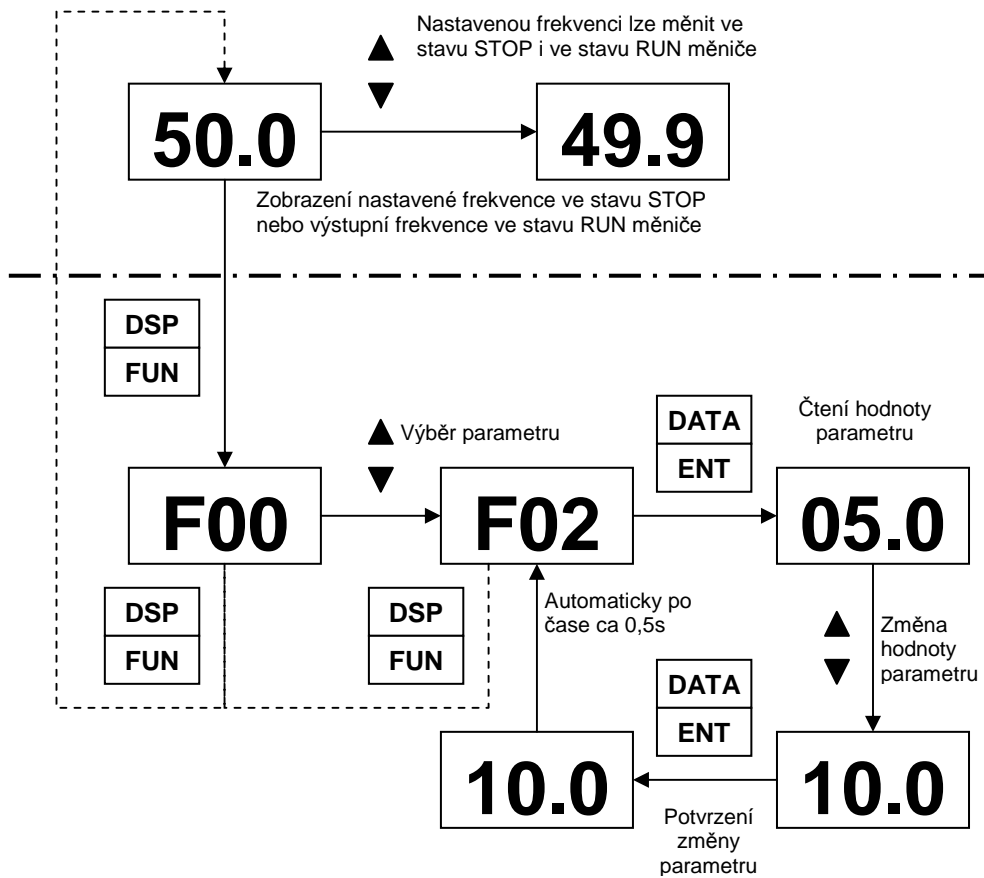 Nastavenou frekvenci lze měnit ve
stavu STOP i ve stavu RUN měniče
50.0
49.9
Zobrazení nastavené frekvence ve stavu STOP
nebo výstupní frekvence ve stavu RUN měniče
DSP
FUN
Výběr parametru
DATA
ENT
Čtení hodnoty
parametru
F00
F02
05.0
DSP
FUN
DSP
FUN
Automaticky po
čase ca 0,5s
Změna
hodnoty
parametru
DATA
ENT
10.0
10.0
Potvrzení
změny
parametru